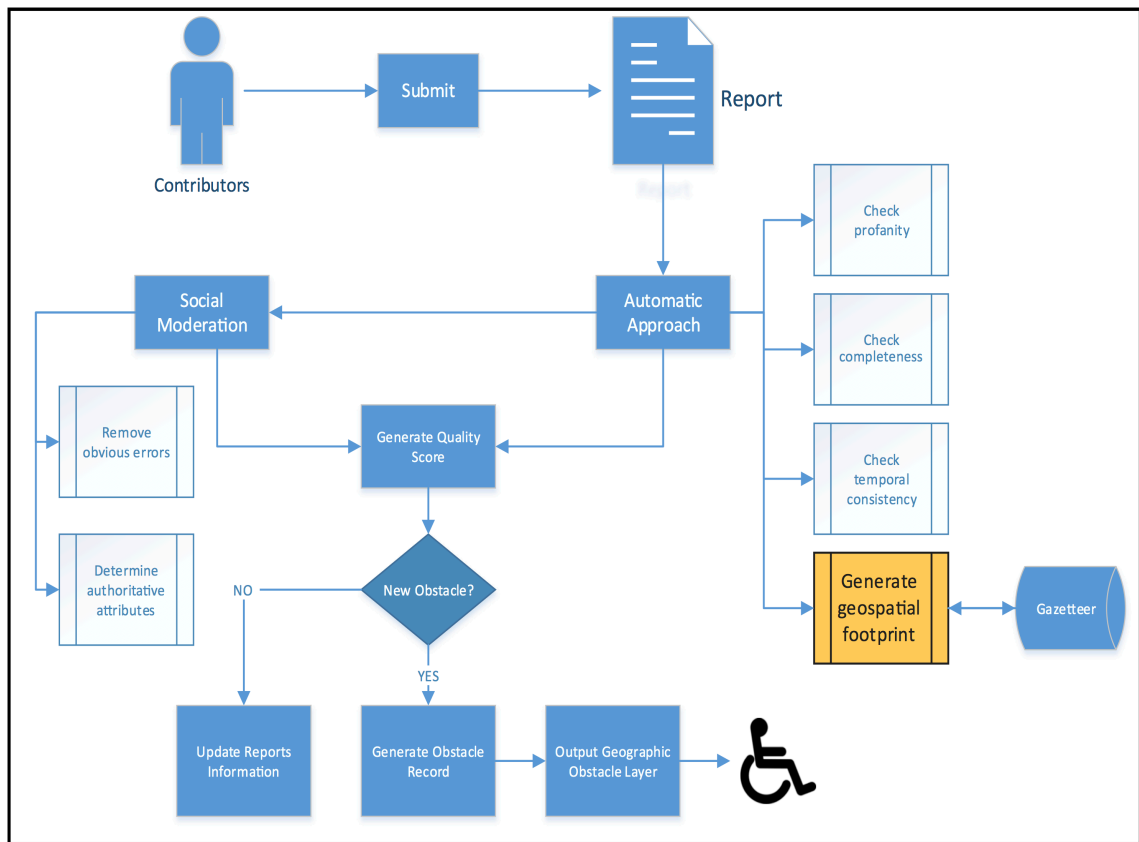 Submit
Report
Contributors
Report
Check
profanity
Social
Moderation
Automatic
Approach
Check
completeness
Remove
obvious errors
Generate Quality
Score
Check
temporal
consistency
Determine
authoritative
attributes
NO
New Obstacle?
Generate
geospatial
footprint
Gazetteer
YES
Update Reports
Information
Generate Obstacle
Record
Output Geographic
Obstacle Layer